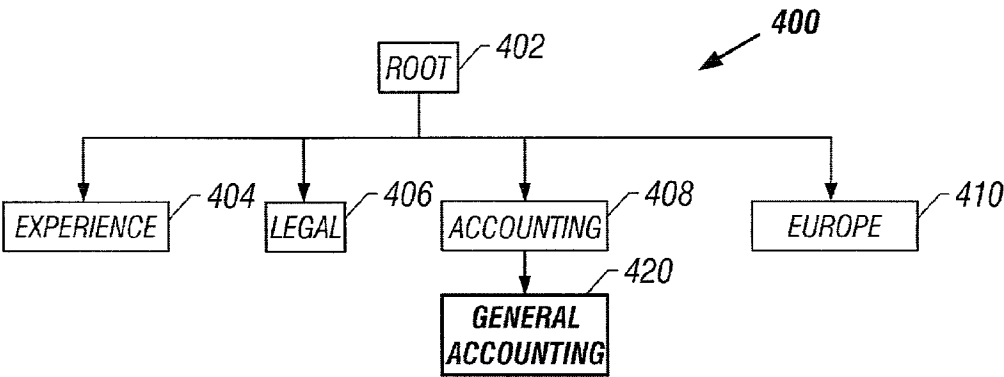 400
ROOT 402
EXPERIENCE 404
LEGAL 406
ACCOUNTING 408
EUROPE 410
GENERAL
ACCOUNTING
420